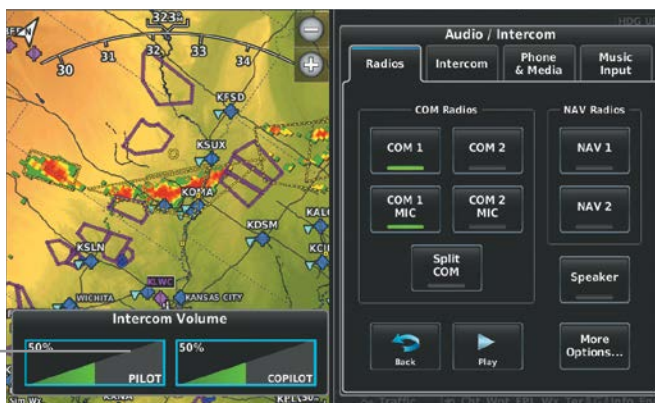 323°
30
31
32
33
34
KFSD
KSUX
KOMA
KDSM
KSLN
KLWC
WICHITA
KANSAS CITY
Intercom Volume
50%
PILOT
50%
COPILOT
Audio / Intercom
Radios
Intercom
Phone
& Media
Music
Input
COM Radios
NAV Radios
COM 1
COM 2
NAV 1
COM 1
MIC
COM 2
MIC
NAV 2
Split
COM
Speaker
Back
Play
More
Options...